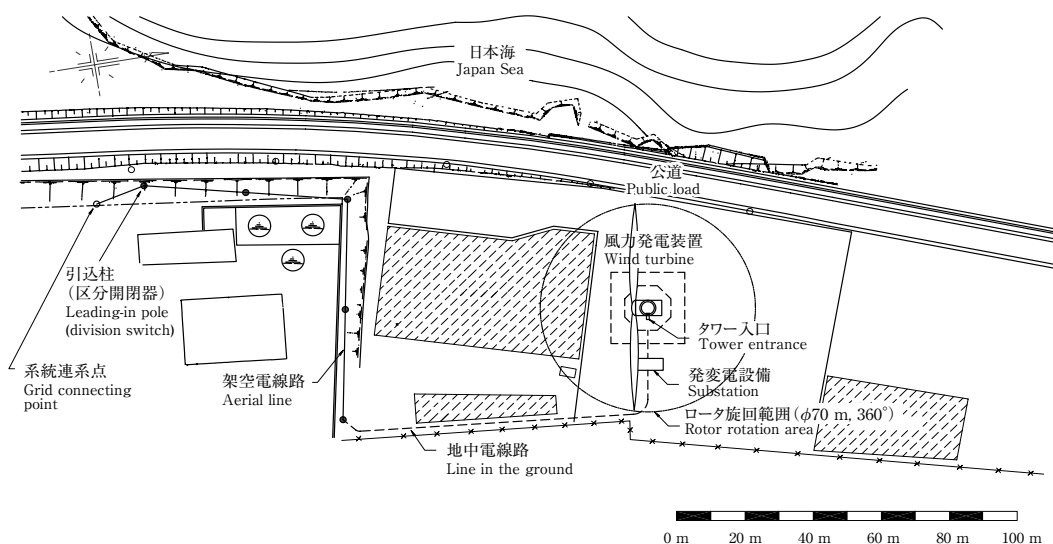 日本海
Japan Sea
公道
Public load
風力発電装置
Wind turbine
引込柱
（区分開閉器）
Leading-in pole
(division switch)
タワー入口
Tower entrance
系統連系点
Grid connecting
point
架空電線路
Aerial line
発変電設備
Substation
ロータ旋回範囲（φ70 m, 360°）
Rotor rotation area
地中電線路
Line in the ground
0 m 20 m 40 m 60 m 80 m 100 m